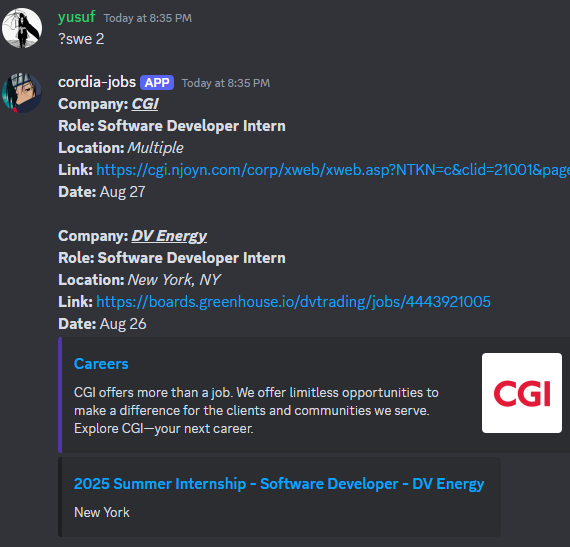 yusuf Today at 8:35 PM
?swe 2
cordia-jobs APP Today at 8:35 PM
Company: CGI
Role: Software Developer Intern
Location: Multiple
Link: https://cgi.njoyn.com/corp/xweb/xweb.asp?NTKN=c&clid=21001&page
Date: Aug 27
Company: DV Energy
Role: Software Developer Intern
Location: New York, NY
Link: https://boards.greenhouse.io/dvtrading/jobs/4443921005
Date: Aug 26
Careers
CGI offers more than a job. We offer limitless opportunities to
make a difference for the clients and communities we serve.
Explore CGI—your next career.
CGI
2025 Summer Internship - Software Developer - DV Energy
New York